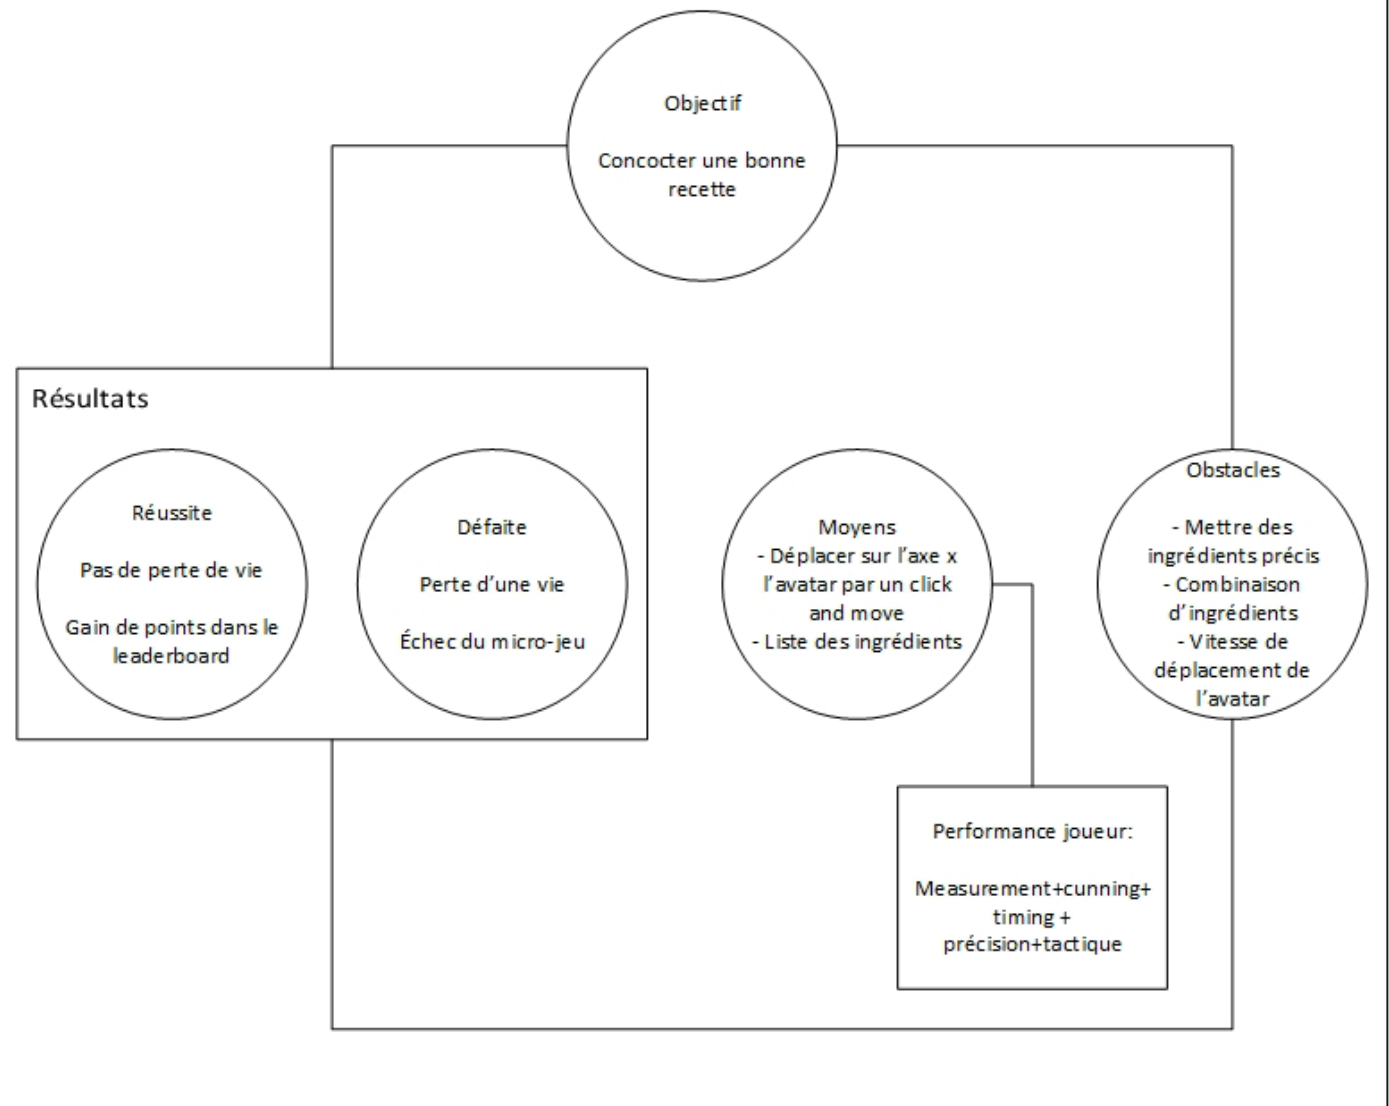 Objectif
Concocter une bonne
recette
Résultats
Réussite
Pas de perte de vie
Gain de points dans le
leaderboard
Défaite
Perte d'une vie
Échec du micro-jeu
Moyens
- Déplacer sur l'axe x
l'avatar par un click
and move
- Liste des ingrédients
Obstacles
- Mettre des
ingrédients précis
- Combinaison
d'ingrédients
- Vitesse de
déplacement de
l'avatar
Performance joueur:
Measurement+cunning+
timing +
précision+tactique